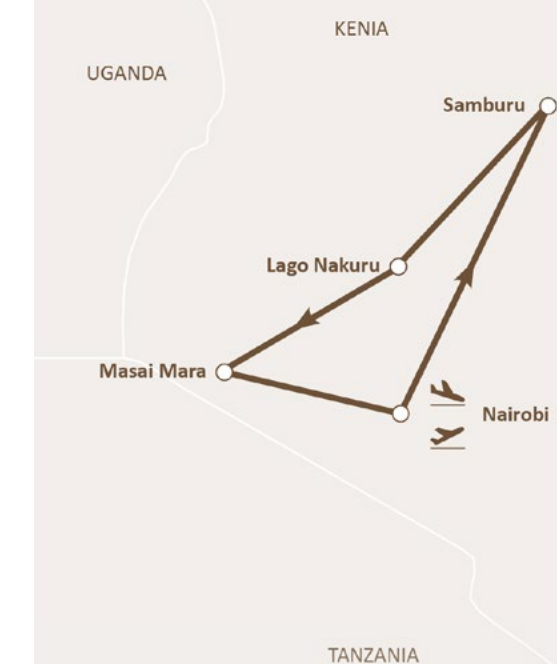 KENIA
UGANDA
Samburu
Lago Nakuru
Masai Mara
Nairobi
TANZANIA